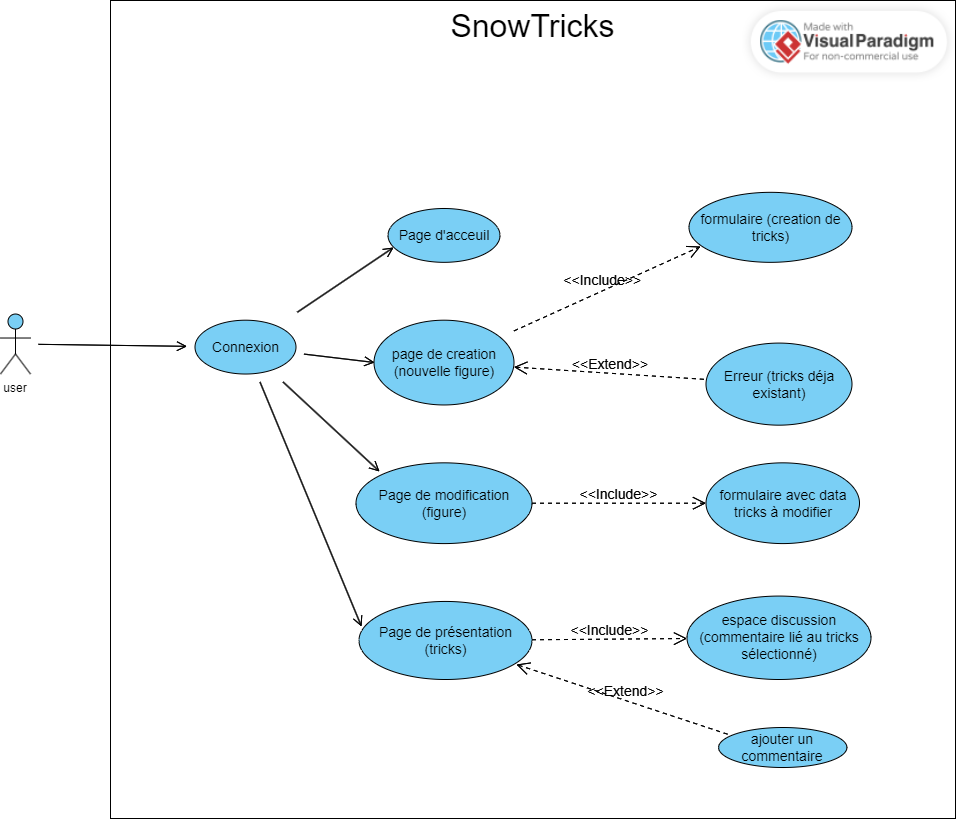 SnowTricks
Made with
VisualParadigm
For non-commercial use
formulaire (creation de
tricks)
Page d'acceuil
<<Include>>
user
Connexion
page de creation
(nouvelle figure)
<<Extend>>
Erreur (tricks déja
existant)
Page de modification
(figure)
<<Include>>
formulaire avec data
tricks à modifier
Page de présentation
(tricks)
<<Include>>
espace discussion
(commentaire lié au tricks
sélectionné)
<<Extend>>
ajouter un
commentaire